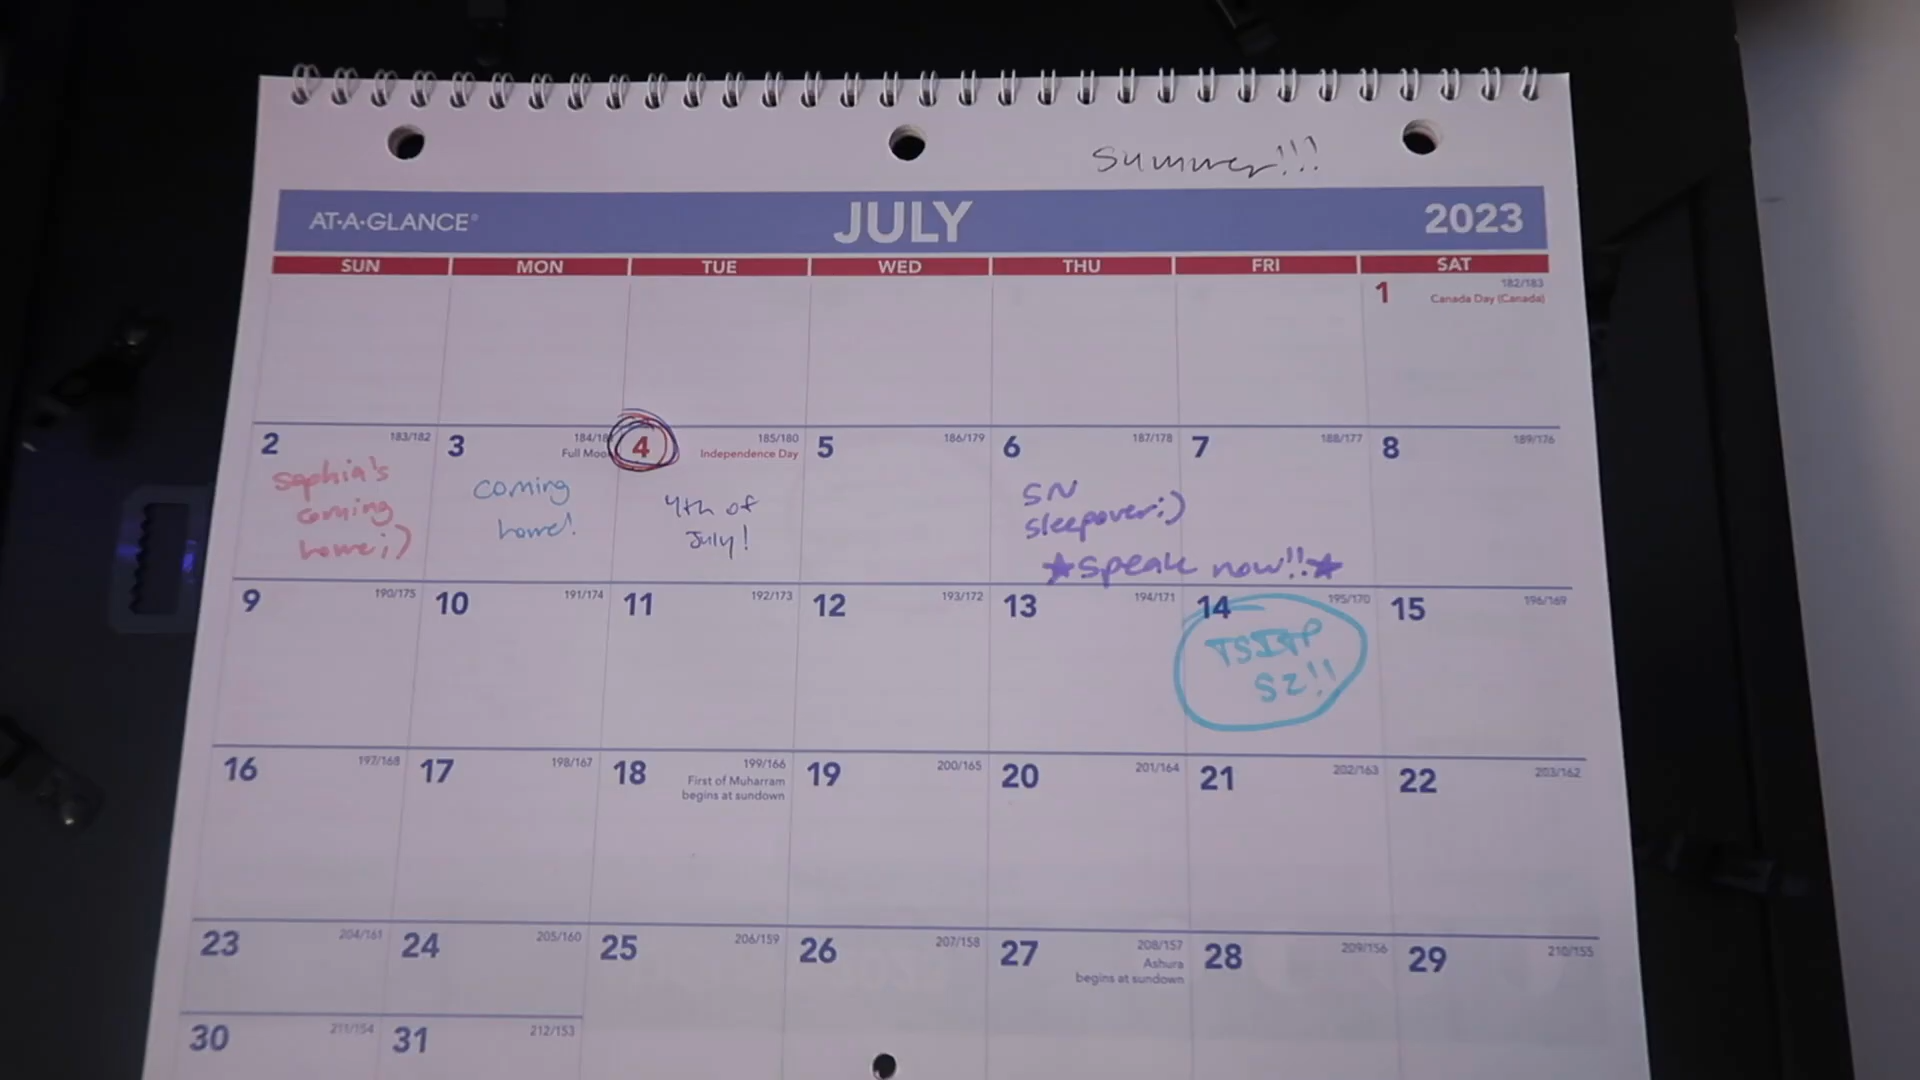 summer!!!
AT-A-GLANCE® JULY 2023
SUN MON TUE WED THU FRI SAT
1 182/183
Canada Day (Canada)
2 183/182
sophia's
coming
home:)
3 184/181
Full Moon
coming
home!
4 185/180
Independence Day
4th of
July!
5 186/179
6 187/178
SN
sleepover:)
★speak now!!★
7 188/177
8 189/176
9 190/175
10 191/174
11 192/173
12 193/172
13 194/171
14 195/170
TSITP
S2!!
15 196/169
16 197/168
17 198/167
18 199/166
First of Muharram
begins at sundown
19 200/165
20 201/164
21 202/163
22 203/162
23 204/161
24 205/160
25 206/159
26 207/158
27 208/157
Ashura
begins at sundown
28 209/156
29 210/155
30 211/154
31 212/153